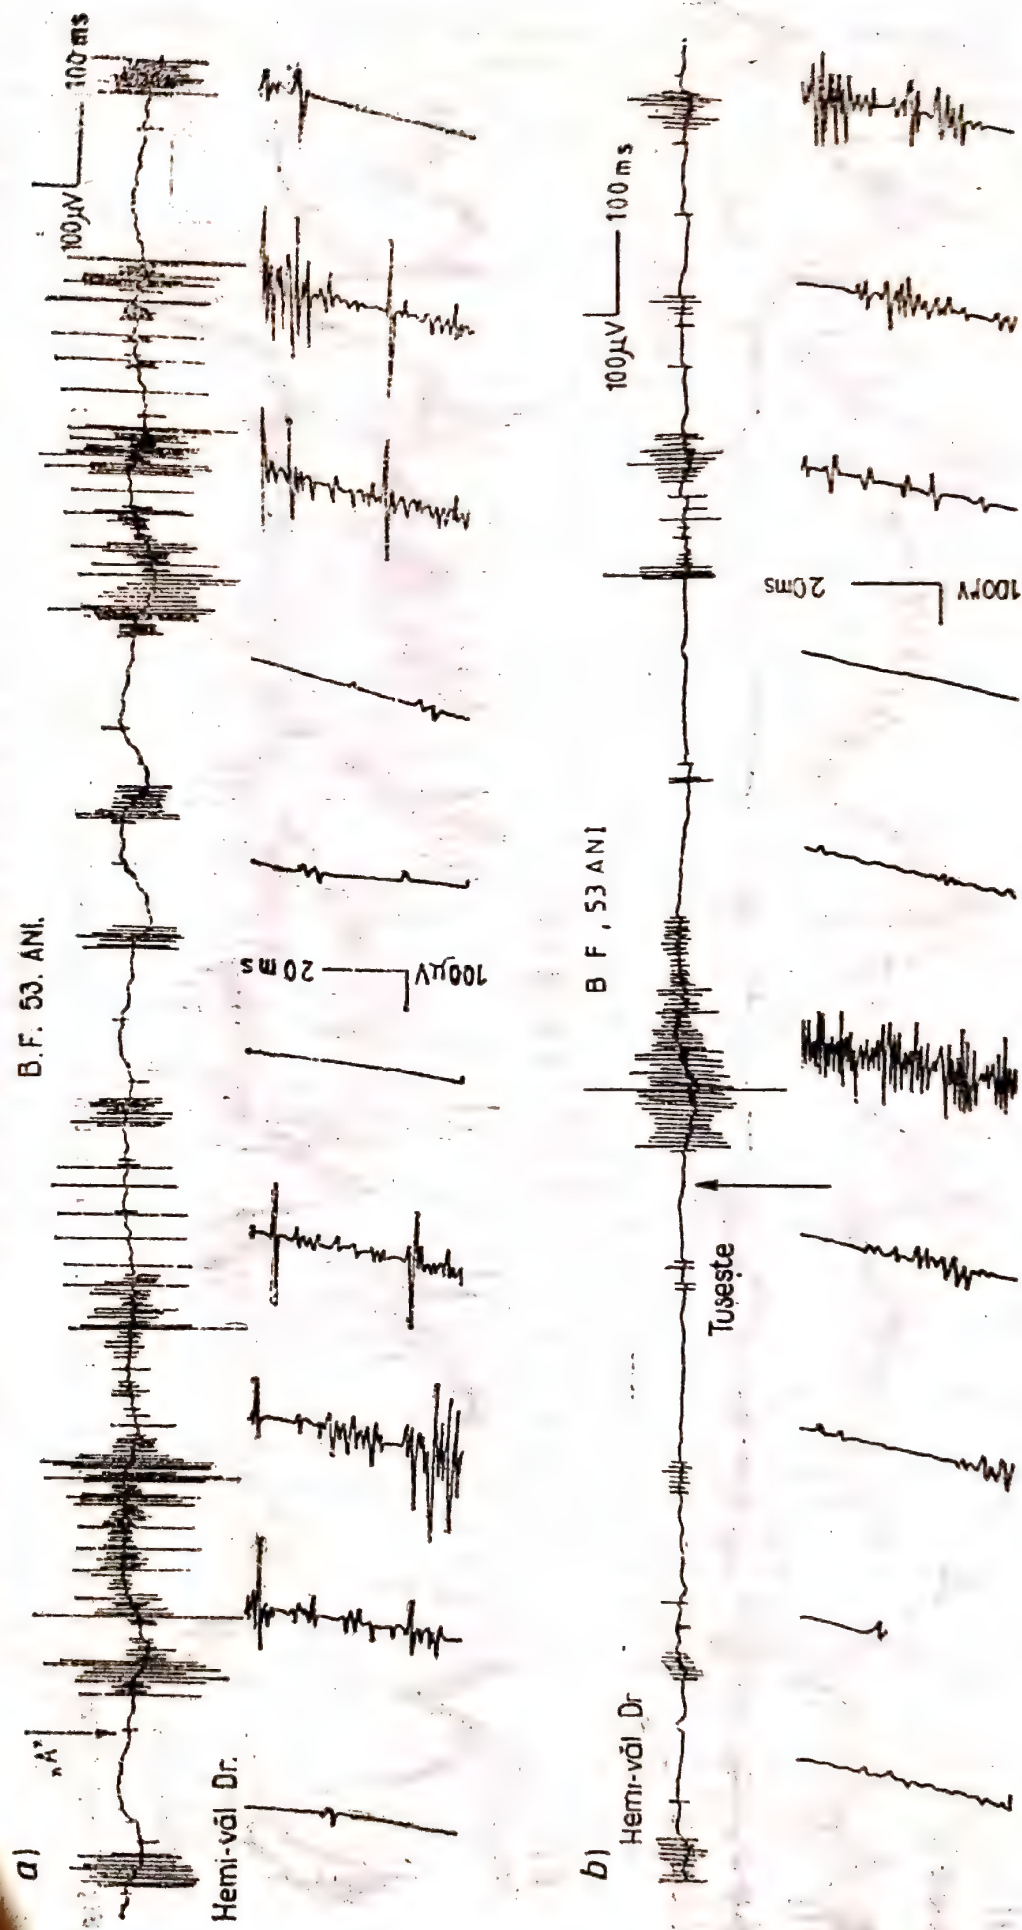 a)
B.F. 53. ANI.
„A”
100µV
100 ms
Hemi-văl Dr.
20 ms
100µV
b)
B F , 53 ANI
Hemi-văl Dr
100µV
100 ms
Tusește
20ms
100µV